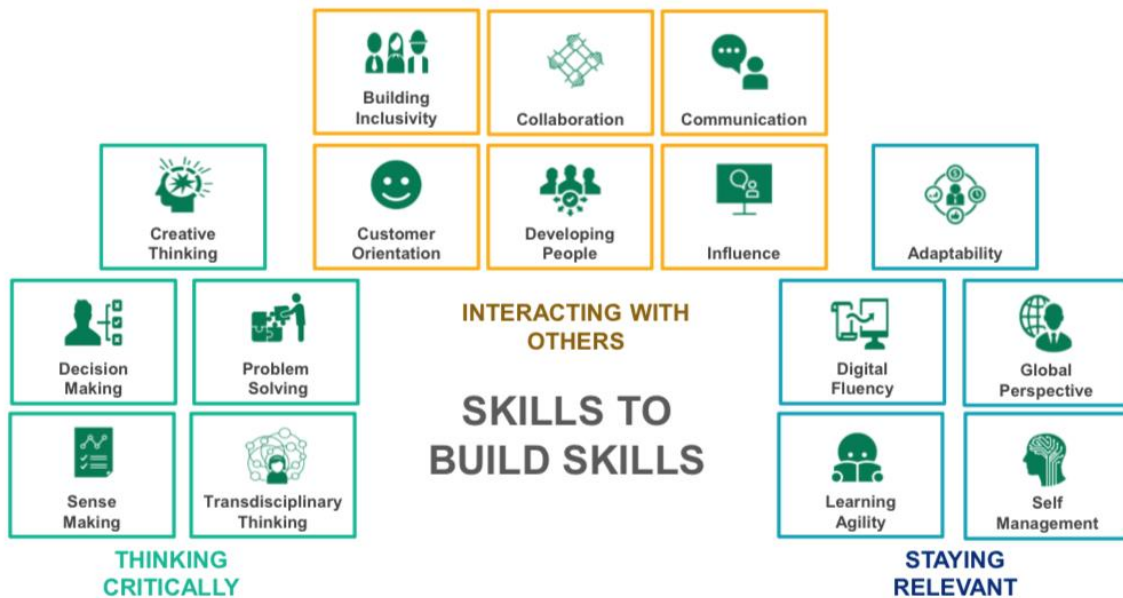 Building
Inclusivity
Collaboration
Communication
Creative
Thinking
Customer
Orientation
Developing
People
Influence
Adaptability
Decision
Making
Problem
Solving
INTERACTING WITH
OTHERS
Digital
Fluency
Global
Perspective
SKILLS TO
BUILD SKILLS
Sense
Making
Transdisciplinary
Thinking
Learning
Agility
Self
Management
THINKING
CRITICALLY
STAYING
RELEVANT